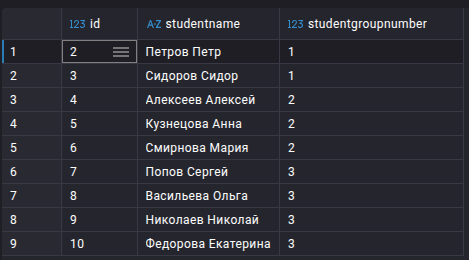 123 id A-Z studentname 123 studentgroupnumber
1 2 Петров Петр 1
2 3 Сидоров Сидор 1
3 4 Алексеев Алексей 2
4 5 Кузнецова Анна 2
5 6 Смирнова Мария 2
6 7 Попов Сергей 3
7 8 Васильева Ольга 3
8 9 Николаев Николай 3
9 10 Федорова Екатерина 3